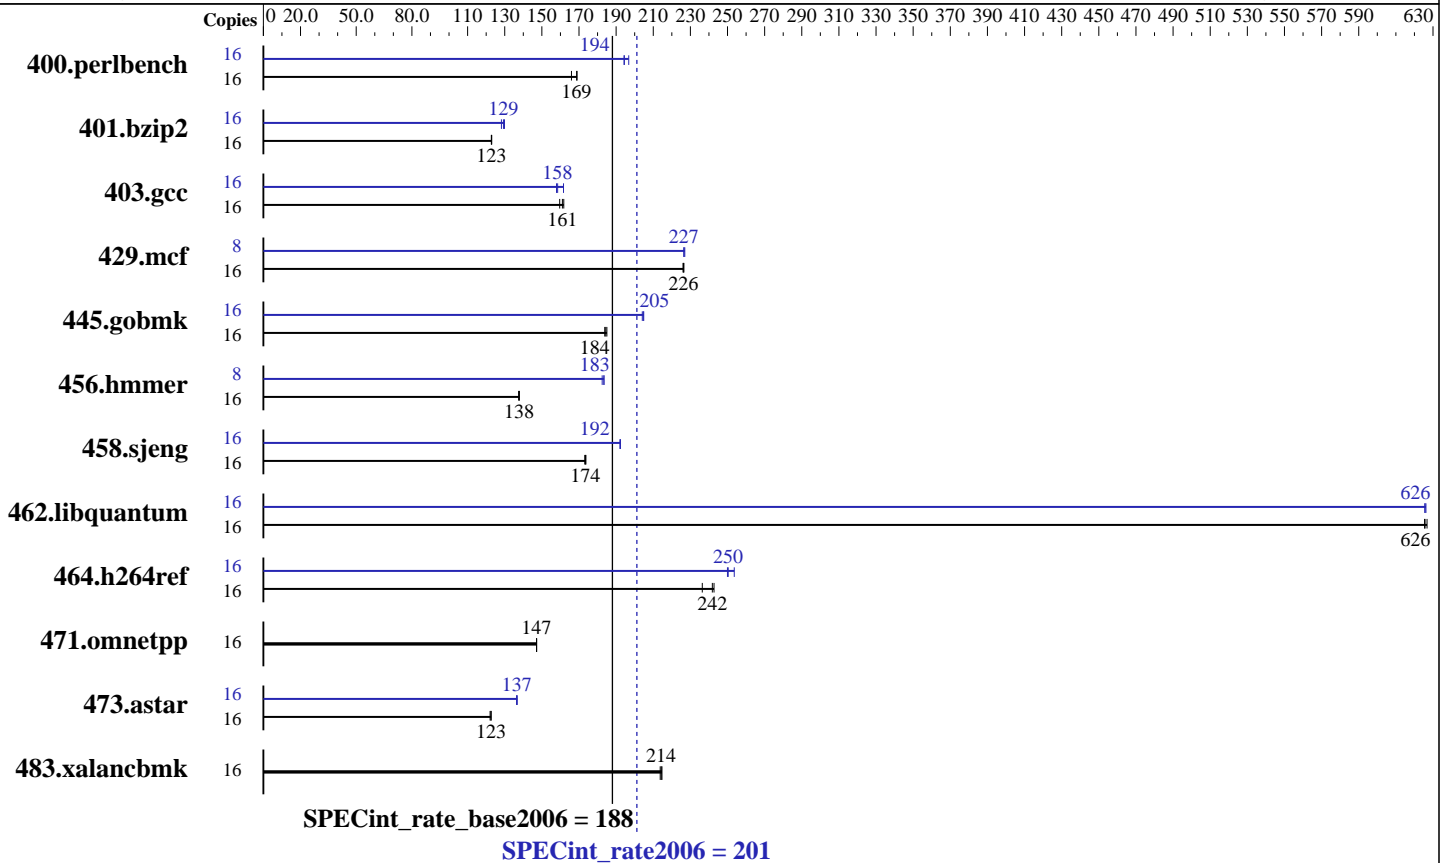 Copies 0 20.0 50.0 80.0 110 130 150 170 190 210 230 250 270 290 310 330 350 370 390 410 430 450 470 490 510 530 550 570 590 630
194
400.perlbench 16
16
169
129
401.bzip2 16
16
123
158
403.gcc 16
16
161
227
429.mcf 8
16
226
205
445.gobmk 16
16
184
183
456.hmmer 8
16
138
192
458.sjeng 16
16
174
626
462.libquantum 16
16
626
250
464.h264ref 16
16
242
147
471.omnetpp 16
137
473.astar 16
16
123
214
483.xalancbmk 16
SPECint_rate_base2006 = 188
SPECint_rate2006 = 201